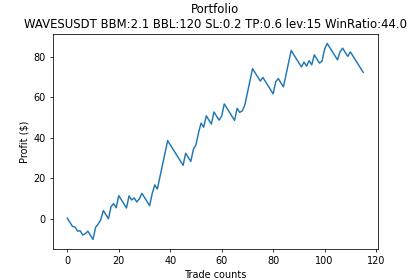 Portfolio
WAVESUSDT BBM:2.1 BBL:120 SL:0.2 TP:0.6 lev:15 WinRatio:44.0
Profit ($)
80
60
40
20
0
0 20 40 60 80 100 120
Trade counts